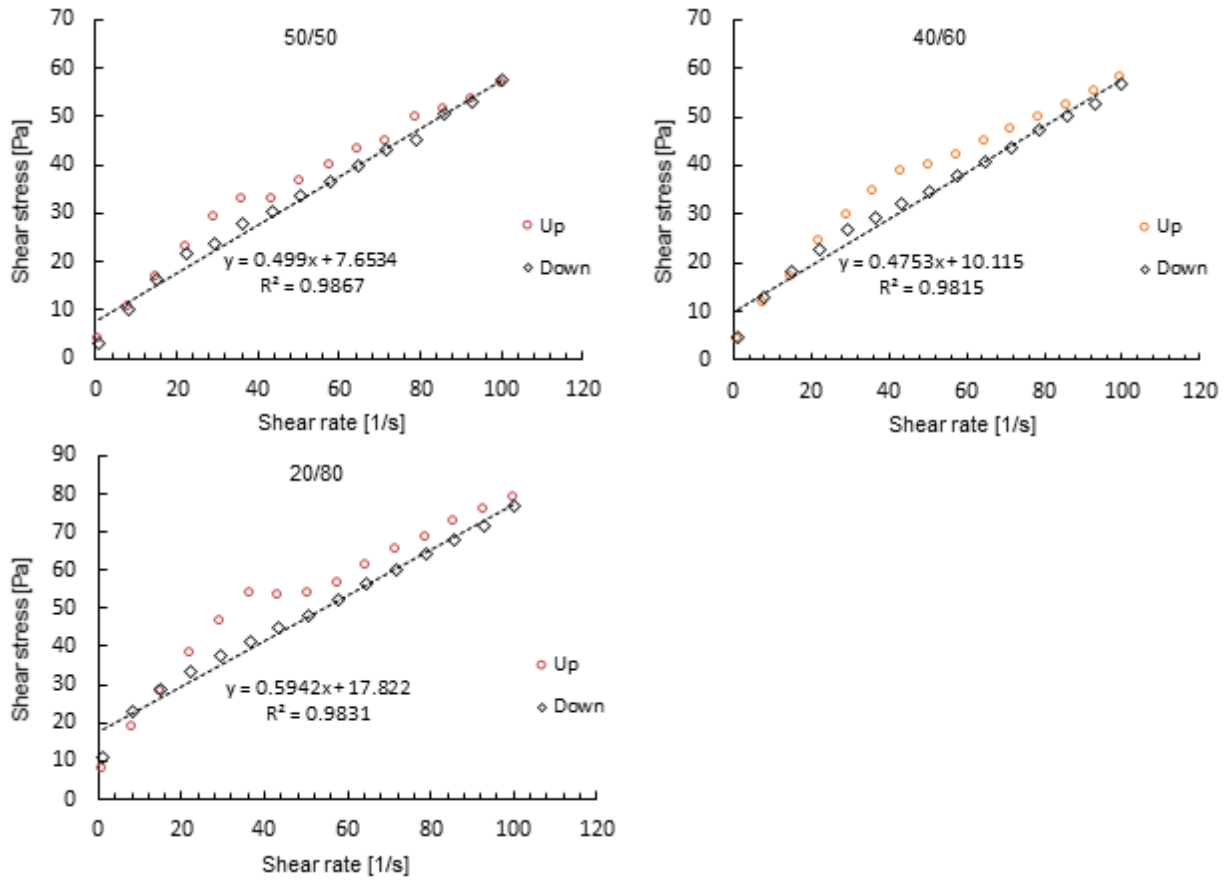 50/50
Shear stress [Pa]
70
60
50
40
30
20
10
0
Up
Down
y = 0.499x + 7.6534
R² = 0.9867
0 20 40 60 80 100 120
Shear rate [1/s]
40/60
Shear stress [Pa]
70
60
50
40
30
20
10
0
Up
Down
y = 0.4753x + 10.115
R² = 0.9815
0 20 40 60 80 100 120
Shear rate [1/s]
20/80
Shear stress [Pa]
90
80
70
60
50
40
30
20
10
0
Up
Down
y = 0.5942x + 17.822
R² = 0.9831
0 20 40 60 80 100 120
Shear rate [1/s]